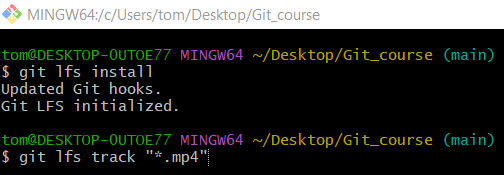 MINGW64:/c/Users/tom/Desktop/Git_course
tom@DESKTOP-OUTOE77 MINGW64 ~/Desktop/Git_course (main)
$ git lfs install
Updated Git hooks.
Git LFS initialized.
tom@DESKTOP-OUTOE77 MINGW64 ~/Desktop/Git_course (main)
$ git lfs track "*.mp4"